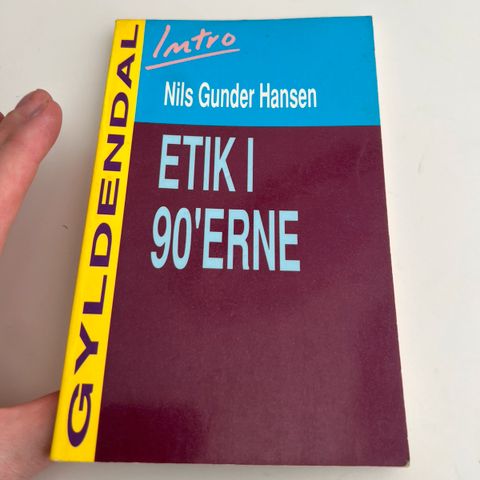 GYLDENDAL
Intro
Nils Gunder Hansen
ETIK I
90'ERNE